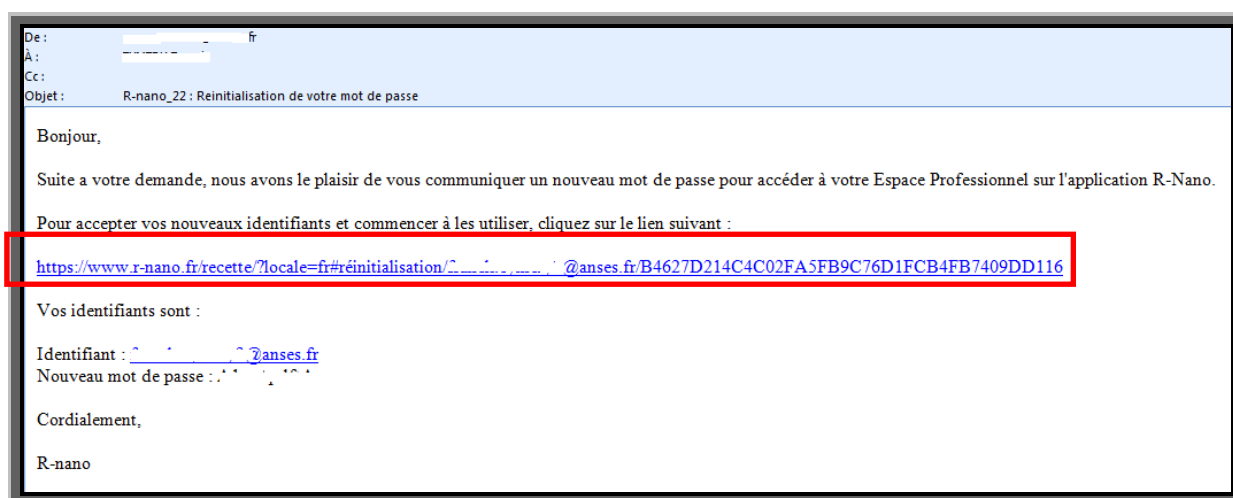 De : fr
À :
Cc :
Objet : R-nano_22 : Reinitialisation de votre mot de passe
Bonjour,
Suite a votre demande, nous avons le plaisir de vous communiquer un nouveau mot de passe pour accéder à votre Espace Professionnel sur l'application R-Nano.
Pour accepter vos nouveaux identifiants et commencer à les utiliser, cliquez sur le lien suivant :
https://www.r-nano.fr/recette/?locale=fr#réinitialisation/ @anses.fr/B4627D214C4C02FA5FB9C76D1FCB4FB7409DD116
Vos identifiants sont :
Identifiant : @anses.fr
Nouveau mot de passe :
Cordialement,
R-nano